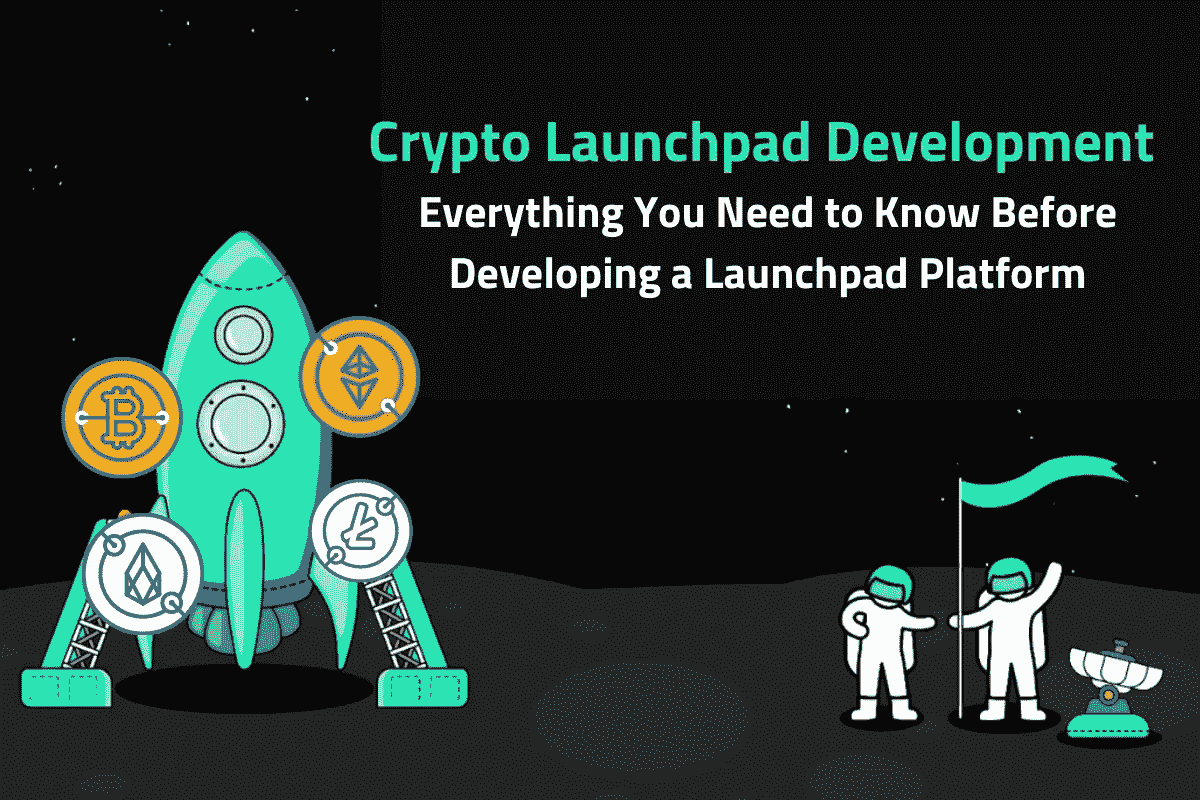 Crypto Launchpad Development
Everything You Need to Know Before
Developing a Launchpad Platform